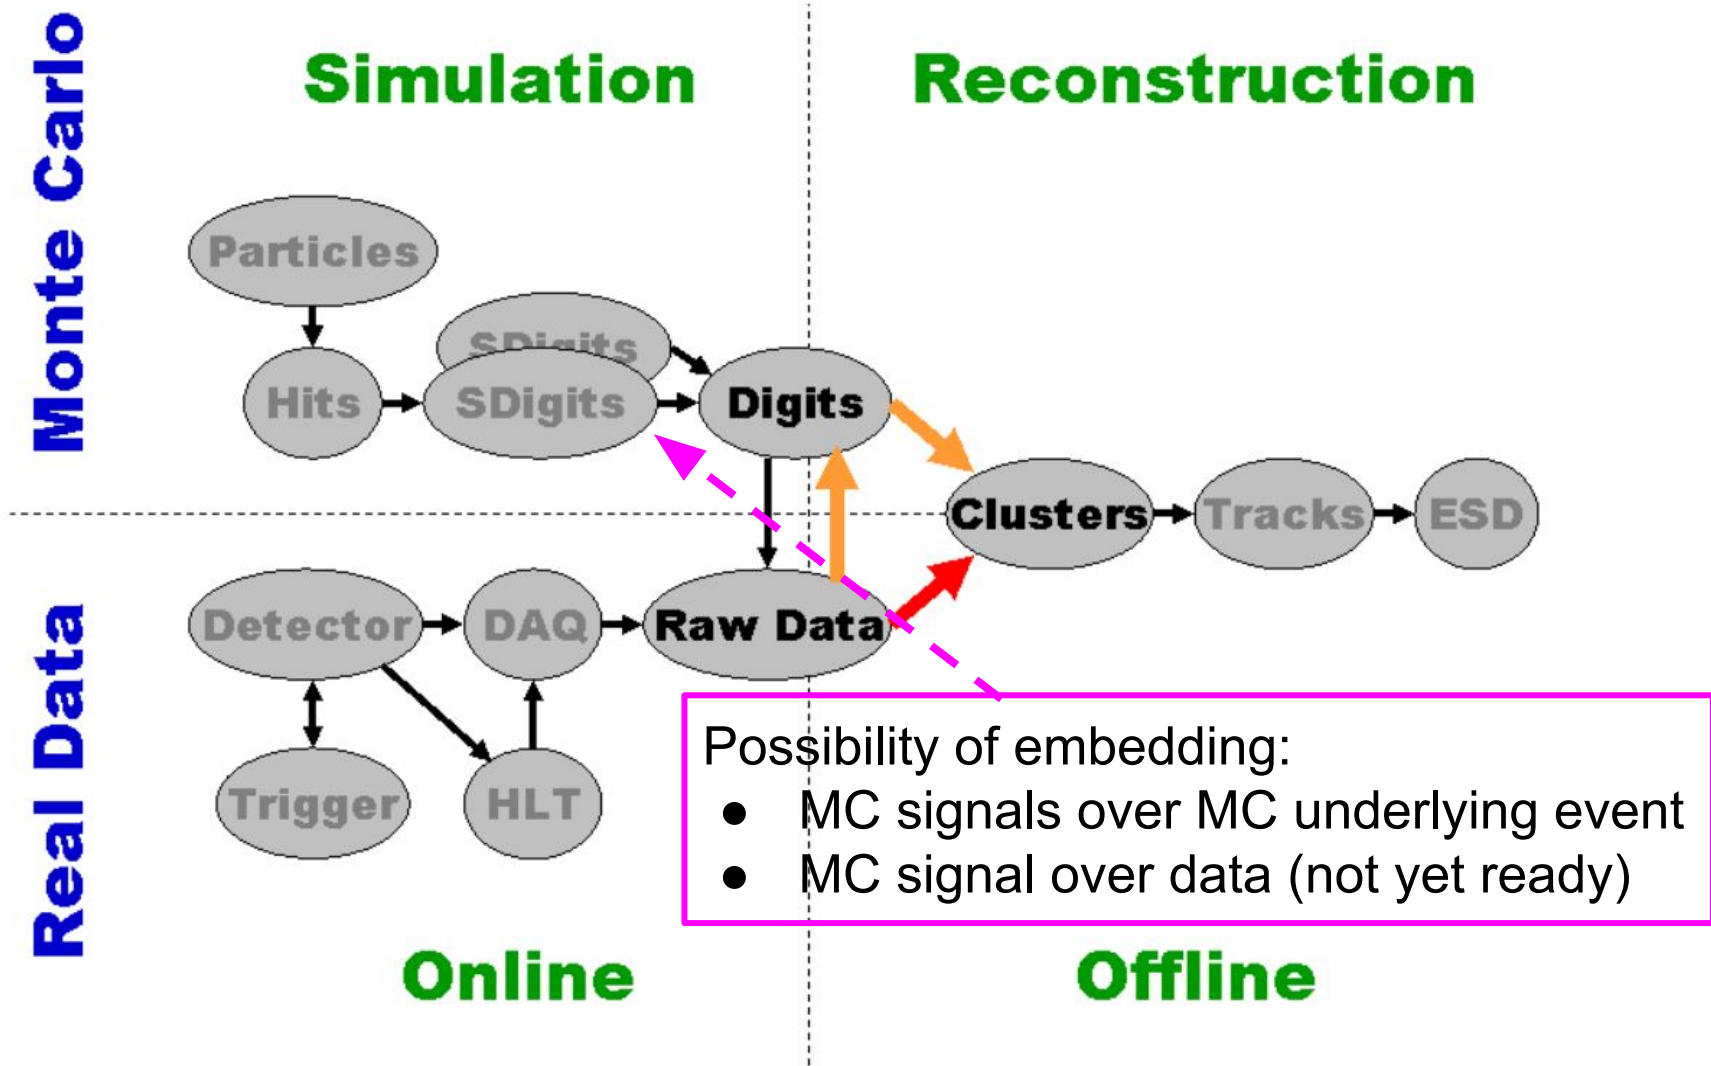 Monte Carlo
Simulation
Reconstruction
Particles
SDigits
Hits
SDigits
Digits
Clusters
Tracks
ESD
Real Data
Detector
DAQ
Raw Data
Trigger
HLT
Possibility of embedding:
● MC signals over MC underlying event
● MC signal over data (not yet ready)
Online
Offline